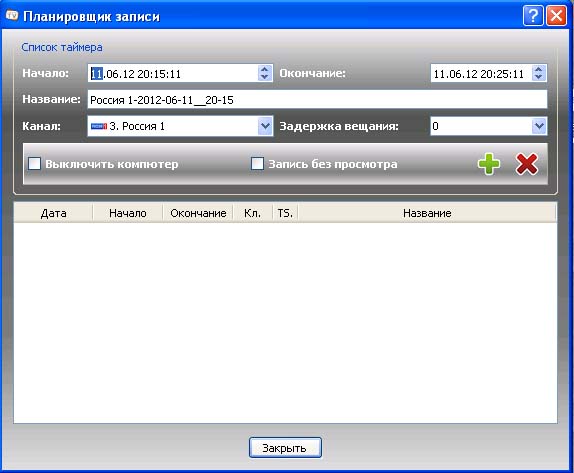 TV Планировщик записи
Список таймера
Начало: 11.06.12 20:15:11 Окончание: 11.06.12 20:25:11
Название: Россия 1-2012-06-11__20-15
Канал: 3. Россия 1 Задержка вещания: 0
Выключить компютер Запись без просмотра
Дата Начало Окончание Кл. TS. Название
Закрыть